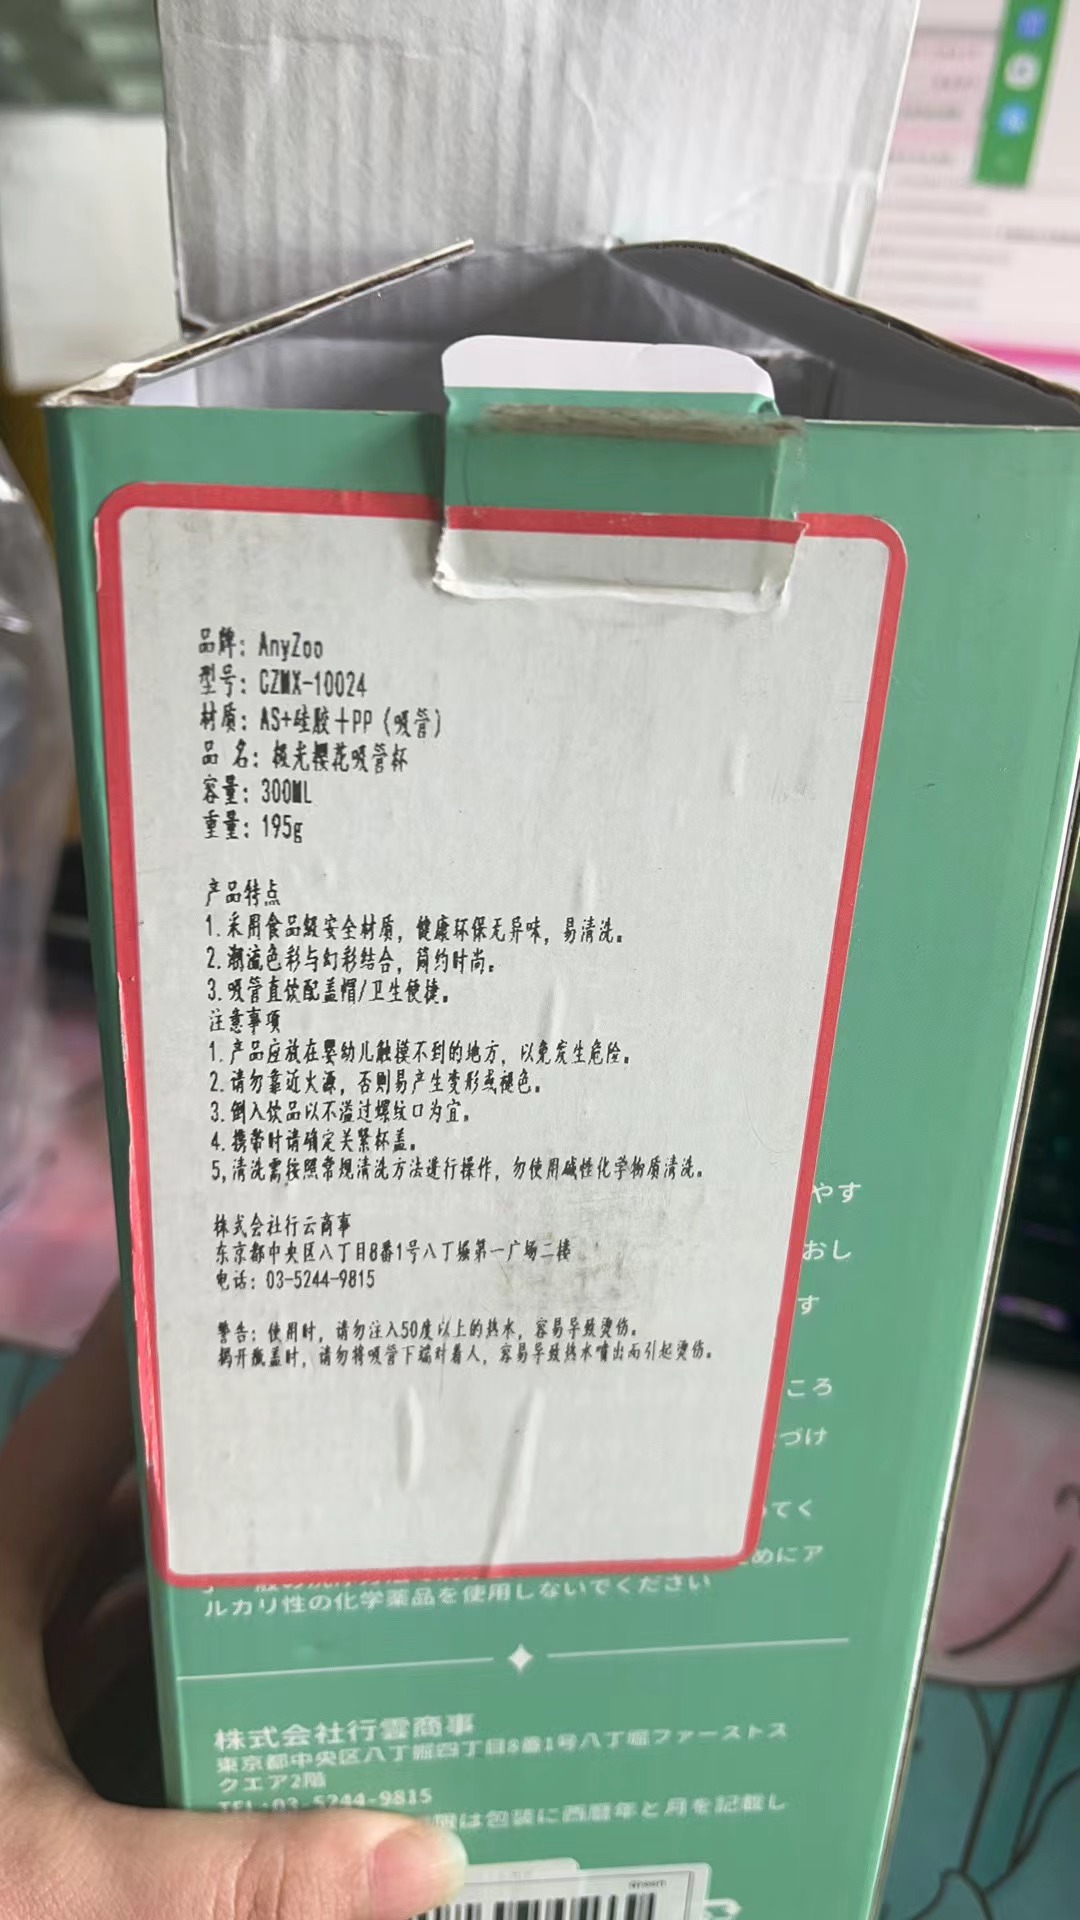 品牌：AnyZoo
型号：CZMX-10024
材质：AS+硅胶＋PP（吸管）
品 名：极光樱花吸管杯
容量：300ML
重量：195g
产品特点
1.采用食品级安全材质，健康环保无异味，易清洗。
2.潮流色彩与幻彩结合，简约时尚。
3.吸管直饮配盖帽/卫生便捷。
注意事项
1.产品应放在婴幼儿触摸不到的地方，以免发生危险。
2.请勿靠近火源，否则易产生变形或褪色。
3.倒入饮品以不溢过螺纹口为宜。
4.携带时请确定关紧杯盖。
5,清洗需按照常规清洗方法进行操作，勿使用碱性化学物质清洗。
株式会社行云商事
东京都中央区八丁目8番1号八丁堀第一广场二楼
电话：03-5244-9815
警告：使用时，请勿注入50度以上的热水，容易导致烫伤。
揭开瓶盖时，请勿将吸管下端对着人，容易导致热水喷出而引起烫伤。
やす
おし
す
ころ
づけ
てく
めにア
ルカリ性の化学薬品を使用しないでください
株式会社行雲商事
東京都中央区八丁堀四丁目8番1号八丁堀ファーストス
クエア2階
TEL:03-5244-9815
限は包装に西暦年と月を記載し